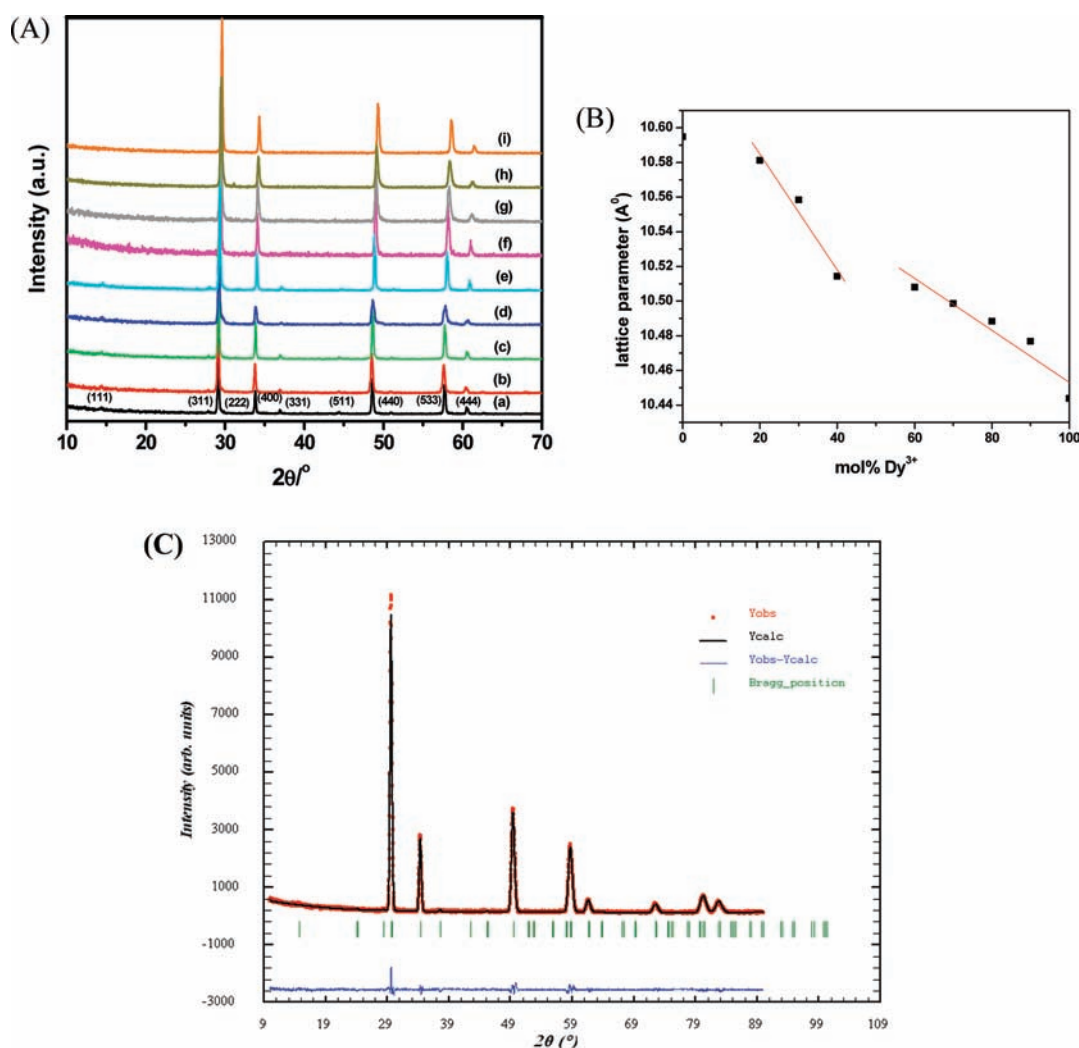 (A)
Intensity (a.u.)
(i)
(h)
(g)
(f)
(e)
(d)
(c)
(b)
(a)
(111) (311) (222) (400) (331) (511) (440) (533) (444)
10 20 30 40 50 60 70
2θ/°
(B)
lattice parameter (A⁰)
10.60
10.58
10.56
10.54
10.52
10.50
10.48
10.46
10.44
0 20 40 60 80 100
mol% Dy³⁺
(C)
Intensity (arb. units)
13000
11000
9000
7000
5000
3000
1000
-1000
-3000
Yobs
Ycalc
Yobs-Ycalc
Bragg_position
9 19 29 39 49 59 69 79 89 99 109
2θ (°)